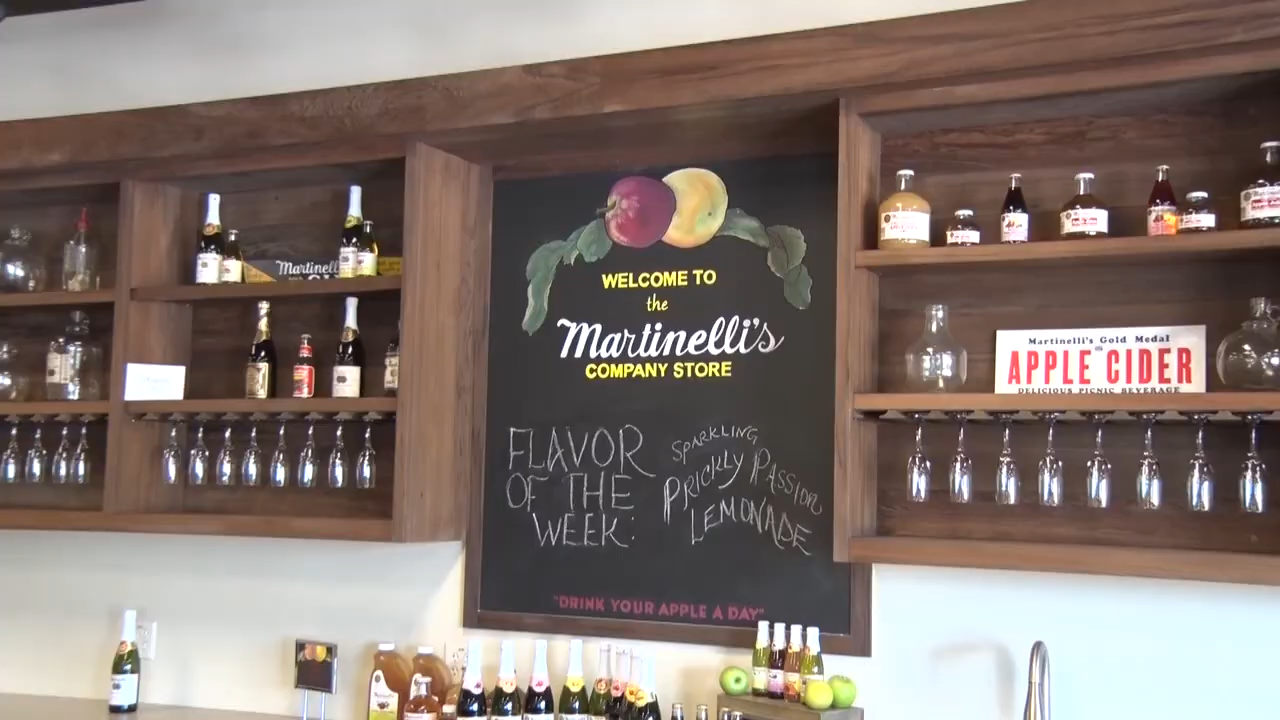 WELCOME TO
the
Martinelli's
COMPANY STORE
FLAVOR
OF THE
WEEK:
SPARKLING
PRICKLY PASSION
LEMONADE
"DRINK YOUR APPLE A DAY"
Martinelli's Gold Medal
APPLE CIDER
DELICIOUS PICNIC BEVERAGE